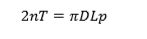 2nT = πDLp